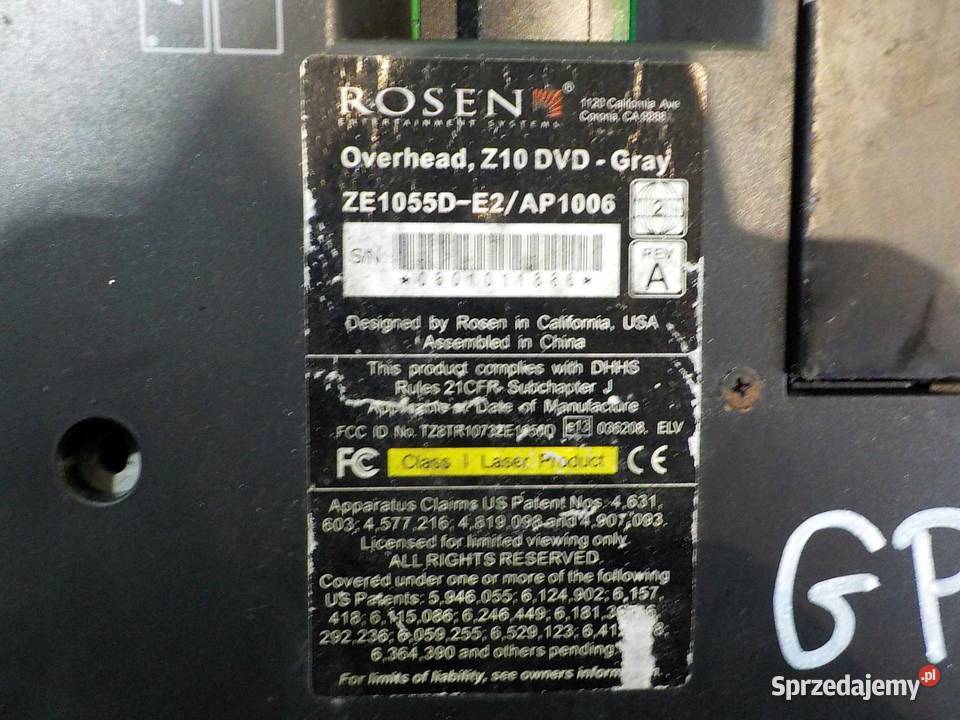 ROSEN®
ENTERTAINMENT SYSTEMS
1120 California Ave
Corona, CA
Overhead, Z10 DVD - Gray
ZE1055D-E2/AP1006
2
S/N:
REV
A
Designed by Rosen in California, USA
Assembled in China
This product complies with DHHS
Rules 21CFR Subchapter J
Applicable at Date of Manufacture
FCC ID No. e13 036208. ELV
FC Class 1 Laser Product CE
Apparatus Claims US Patent Nos. 4,631,
603; 4,577,216; 4,819,098 and 4,907,093.
Licensed for limited viewing only.
ALL RIGHTS RESERVED.
Covered under one or more of the following
US Patents: 5,946,055; 6,124,902; 6,157,
418; 6,115,086; 6,246,449;
292,236; 6,059,255; 6,529,123;
6,364,390 and others pending.
For limits of liability, see owners
GP
Sprzedajemy.pl